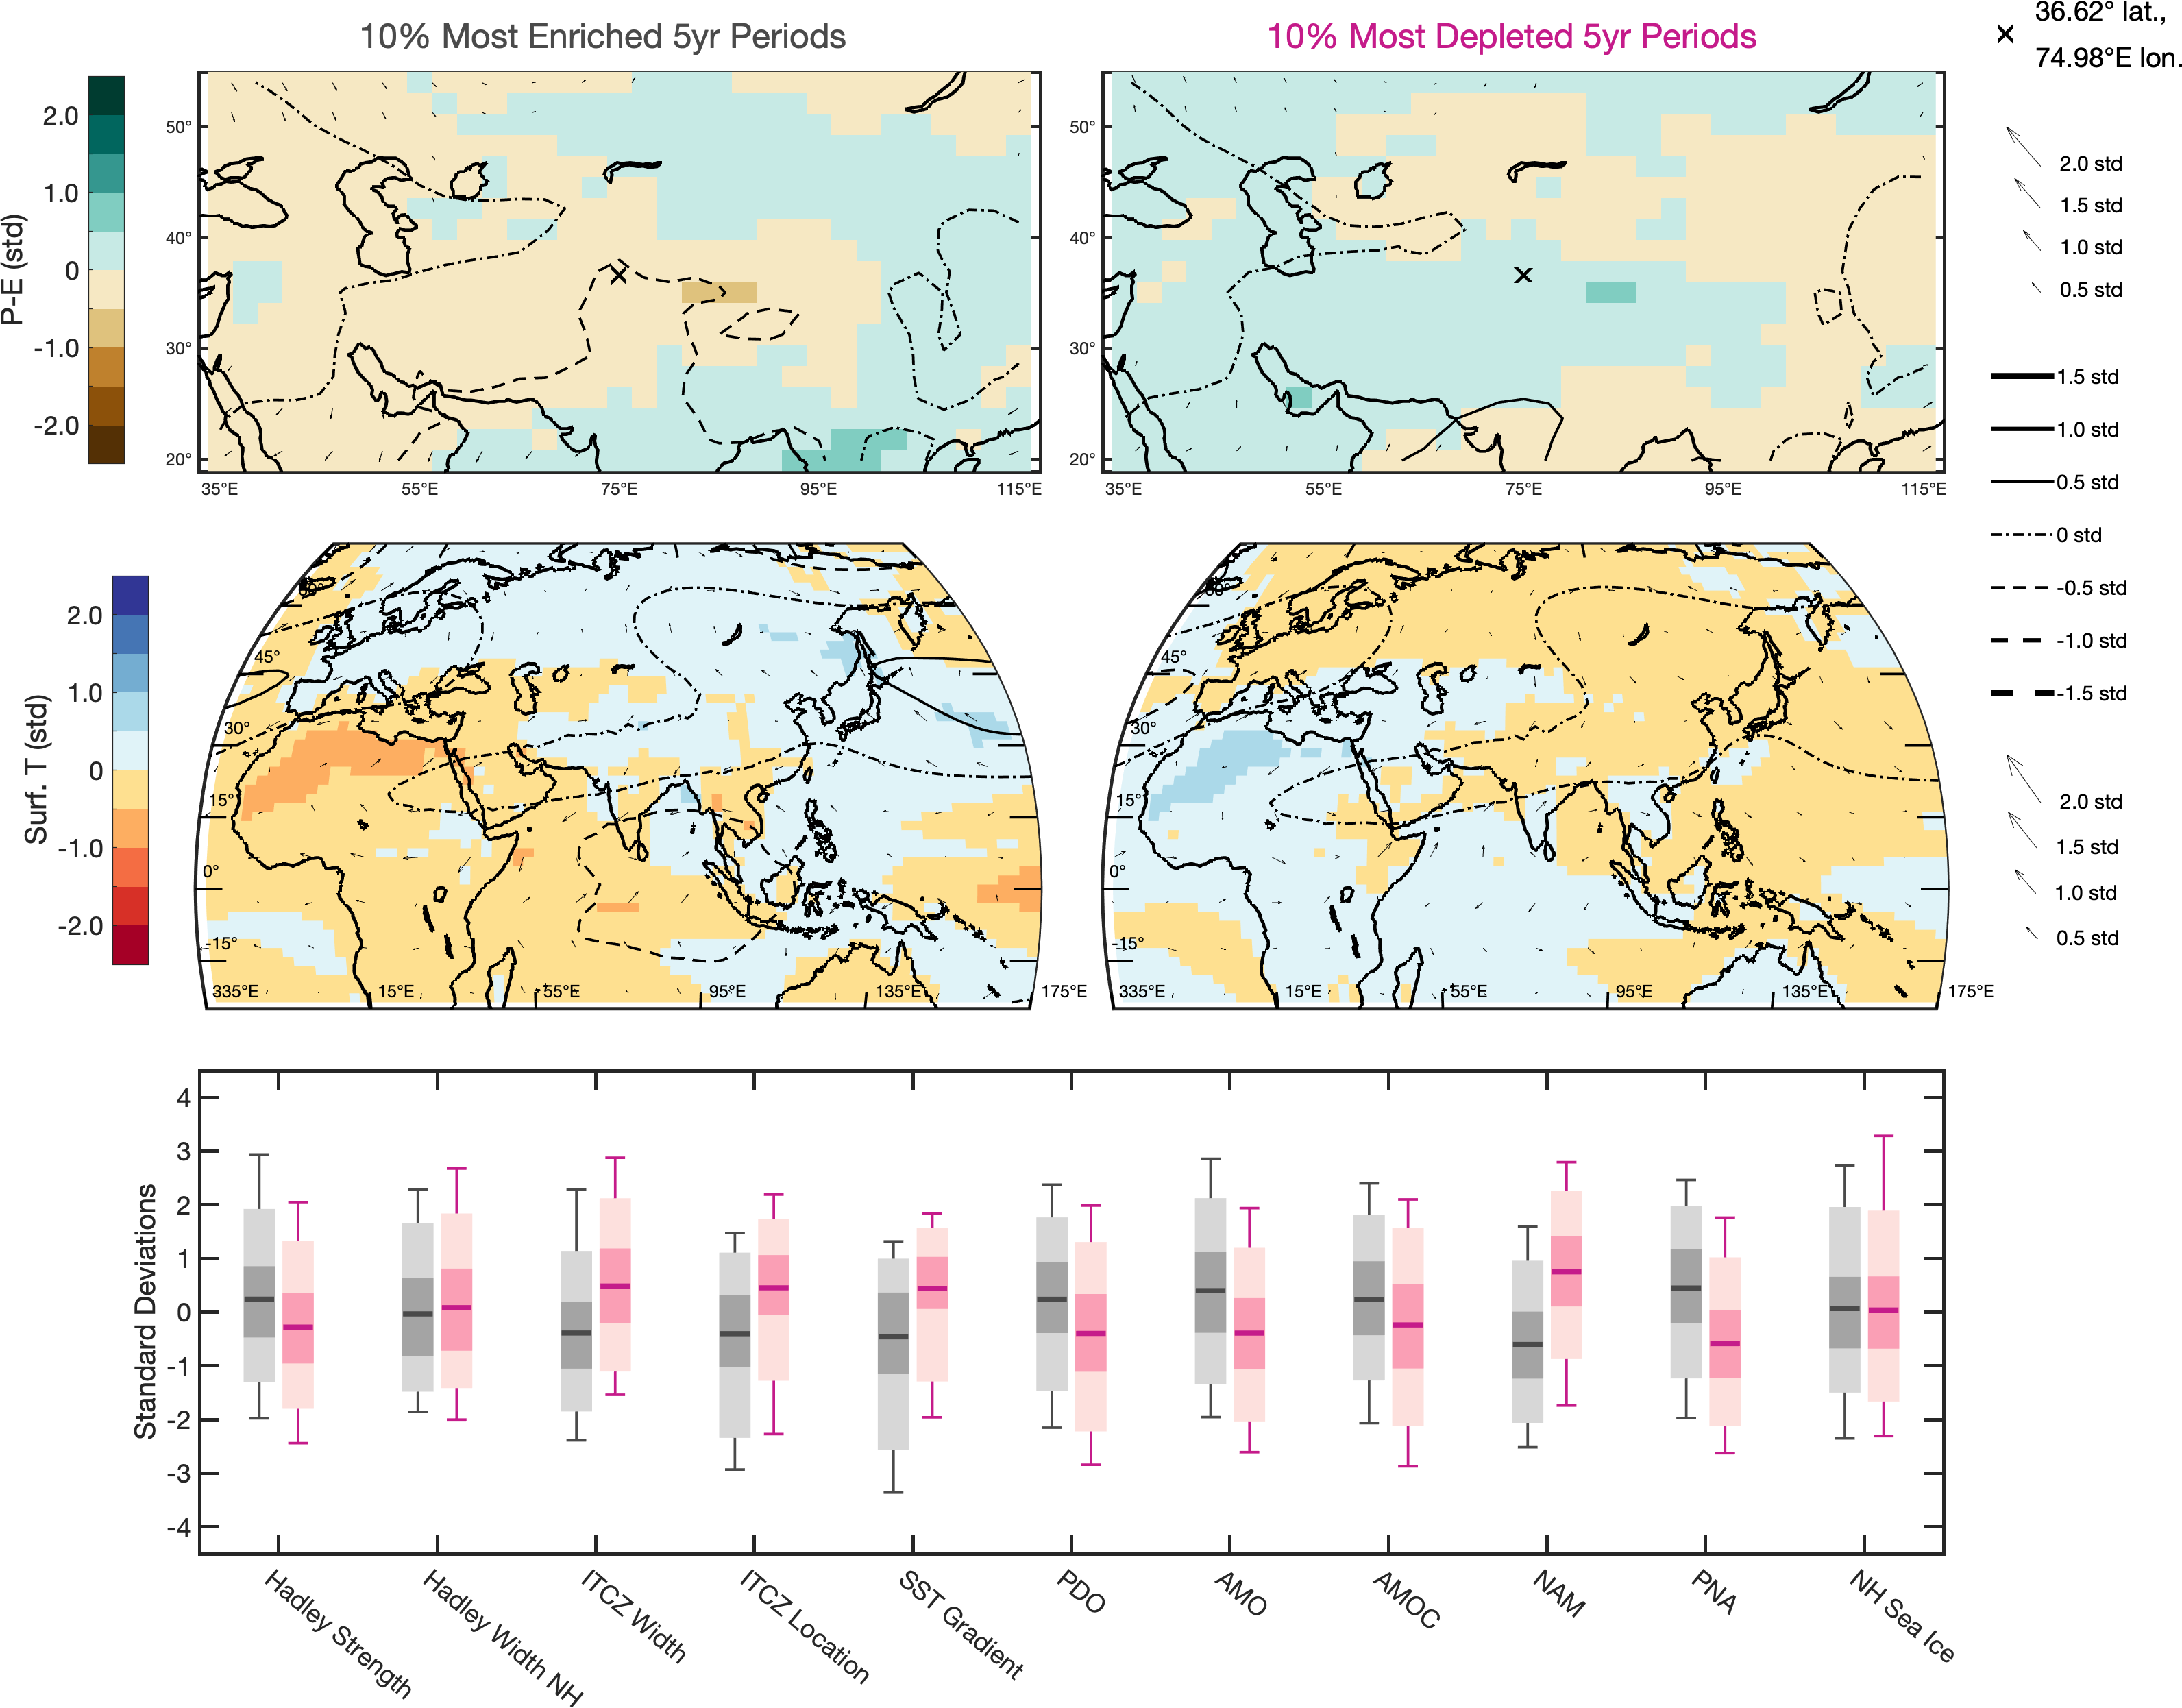 10% Most Enriched 5yr Periods
10% Most Depleted 5yr Periods
36.62° lat.,
74.98°E lon.
P-E (std)
2.0
1.0
0
-1.0
-2.0
50°
40°
30°
20°
35°E
55°E
75°E
95°E
115°E
50°
40°
30°
20°
35°E
55°E
75°E
95°E
115°E
2.0 std
1.5 std
1.0 std
0.5 std
1.5 std
1.0 std
0.5 std
0 std
-0.5 std
-1.0 std
-1.5 std
Surf. T (std)
2.0
1.0
0
-1.0
-2.0
60°
45°
30°
15°
0°
-15°
335°E
15°E
55°E
95°E
135°E
175°E
60°
45°
30°
15°
0°
-15°
335°E
15°E
55°E
95°E
135°E
175°E
2.0 std
1.5 std
1.0 std
0.5 std
Standard Deviations
4
3
2
1
0
-1
-2
-3
-4
Hadley Strength
Hadley Width NH
ITCZ Width
ITCZ Location
SST Gradient
PDO
AMO
AMOC
NAM
PNA
NH Sea Ice